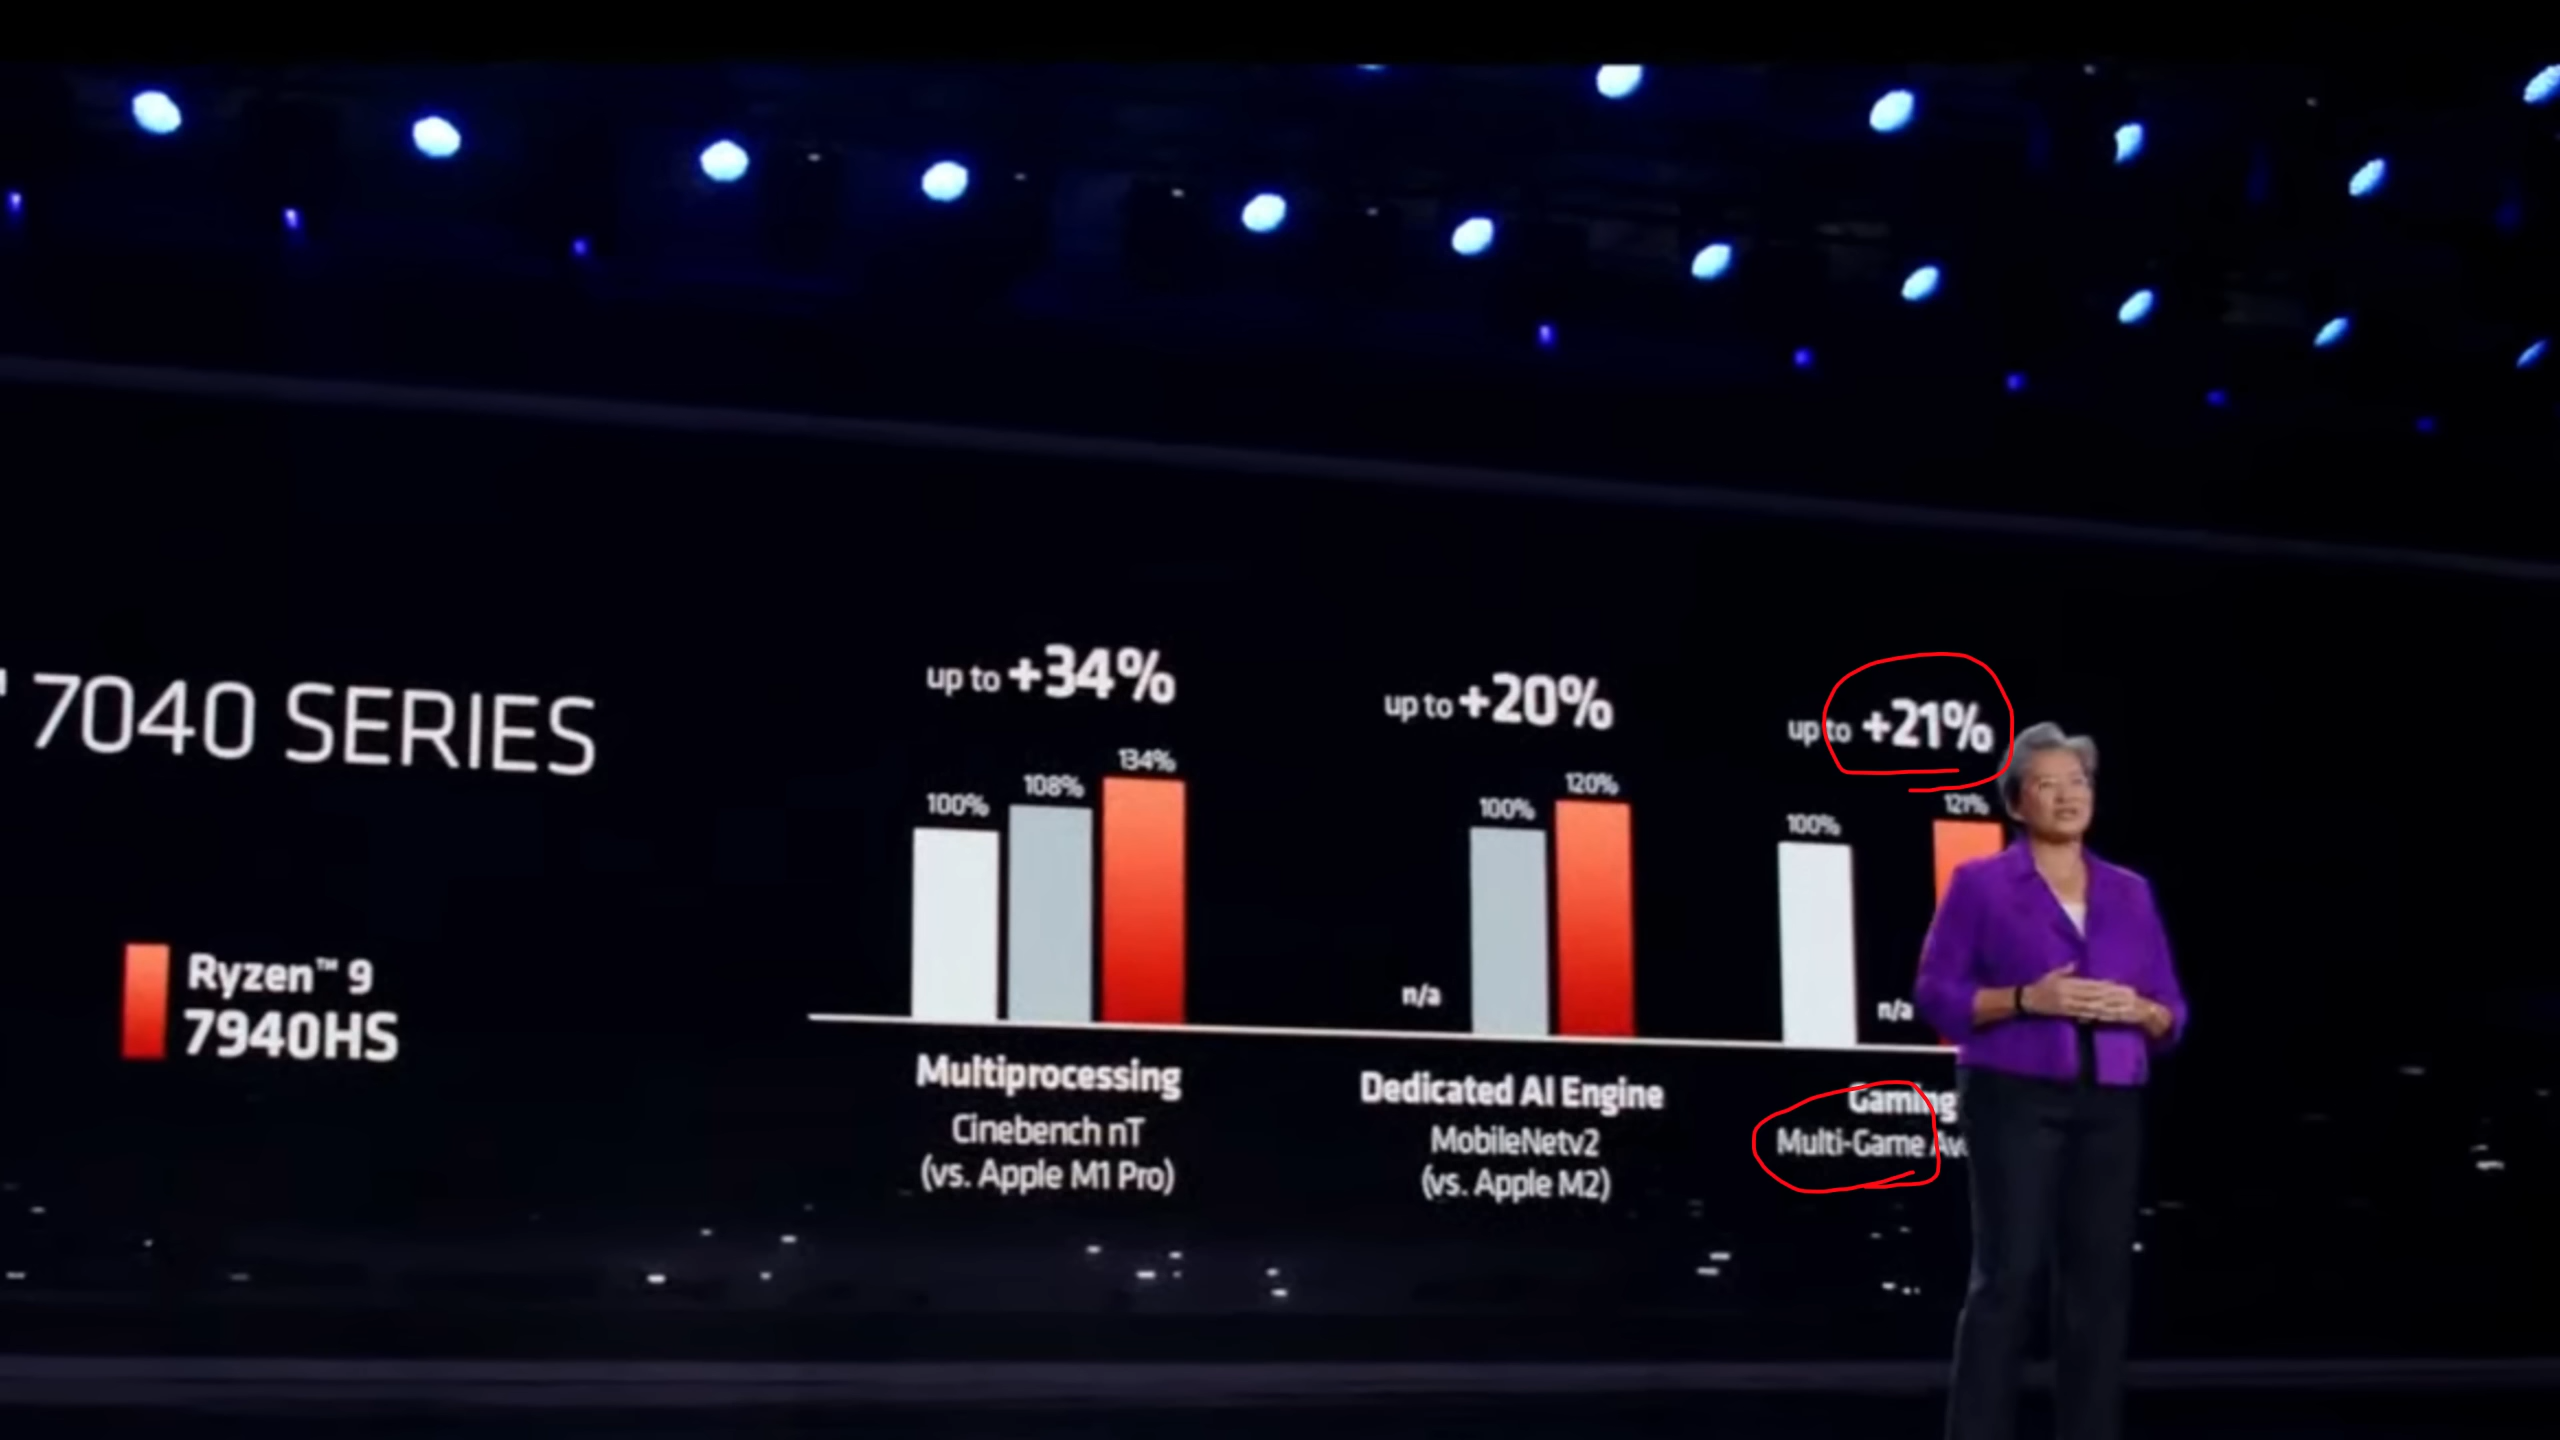 7040 SERIES
Ryzen™ 9
7940HS
up to +34%
100%
108%
134%
Multiprocessing
Cinebench nT
(vs. Apple M1 Pro)
up to +20%
n/a
100%
120%
Dedicated AI Engine
MobileNetv2
(vs. Apple M2)
up to +21%
100%
n/a
121%
Gaming
Multi-Game